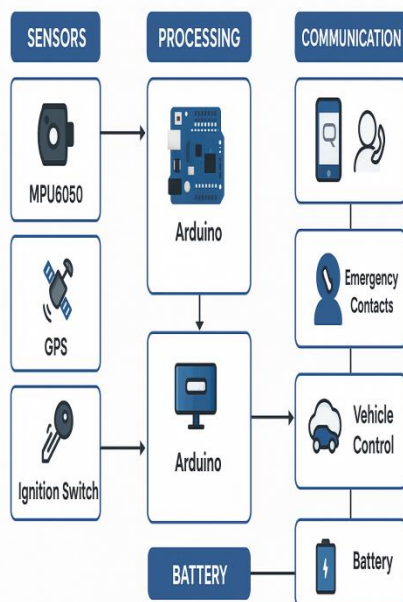 SENSORS
PROCESSING
COMMUNICATION
MPU6050
Arduino
GPS
Emergency
Contacts
Ignition Switch
Arduino
Vehicle
Control
BATTERY
Battery